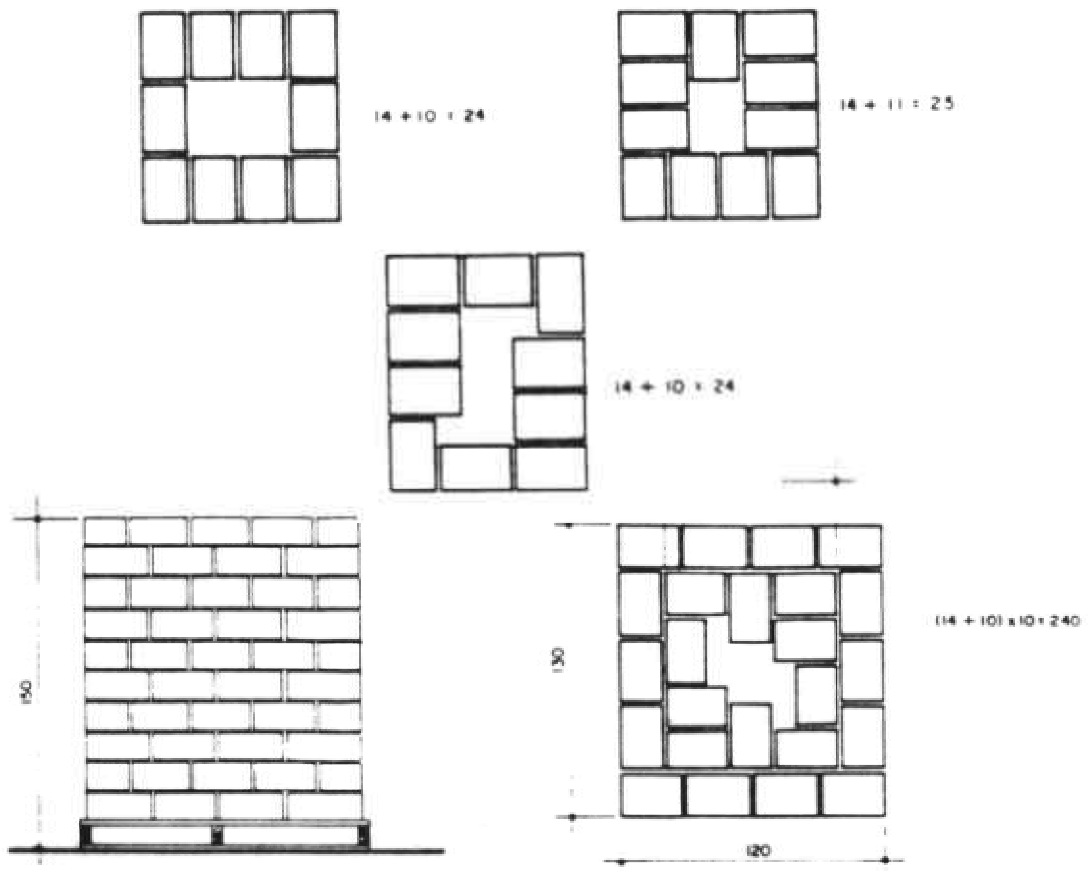 14 + 10 = 24
14 + 11 = 25
14 + 10 = 24
150
130
(14 + 10) x 10 = 240
120